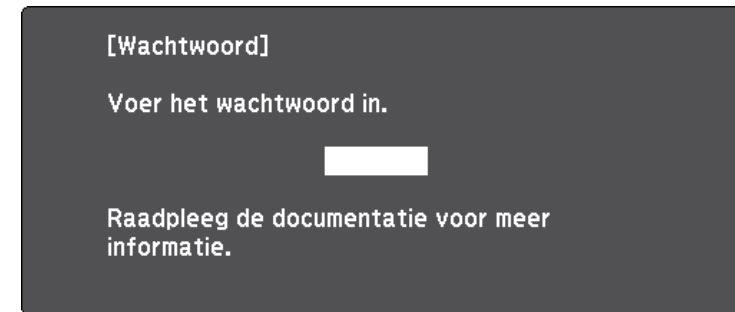 [Wachtwoord]
Voer het wachtwoord in.
Raadpleeg de documentatie voor meer
informatie.